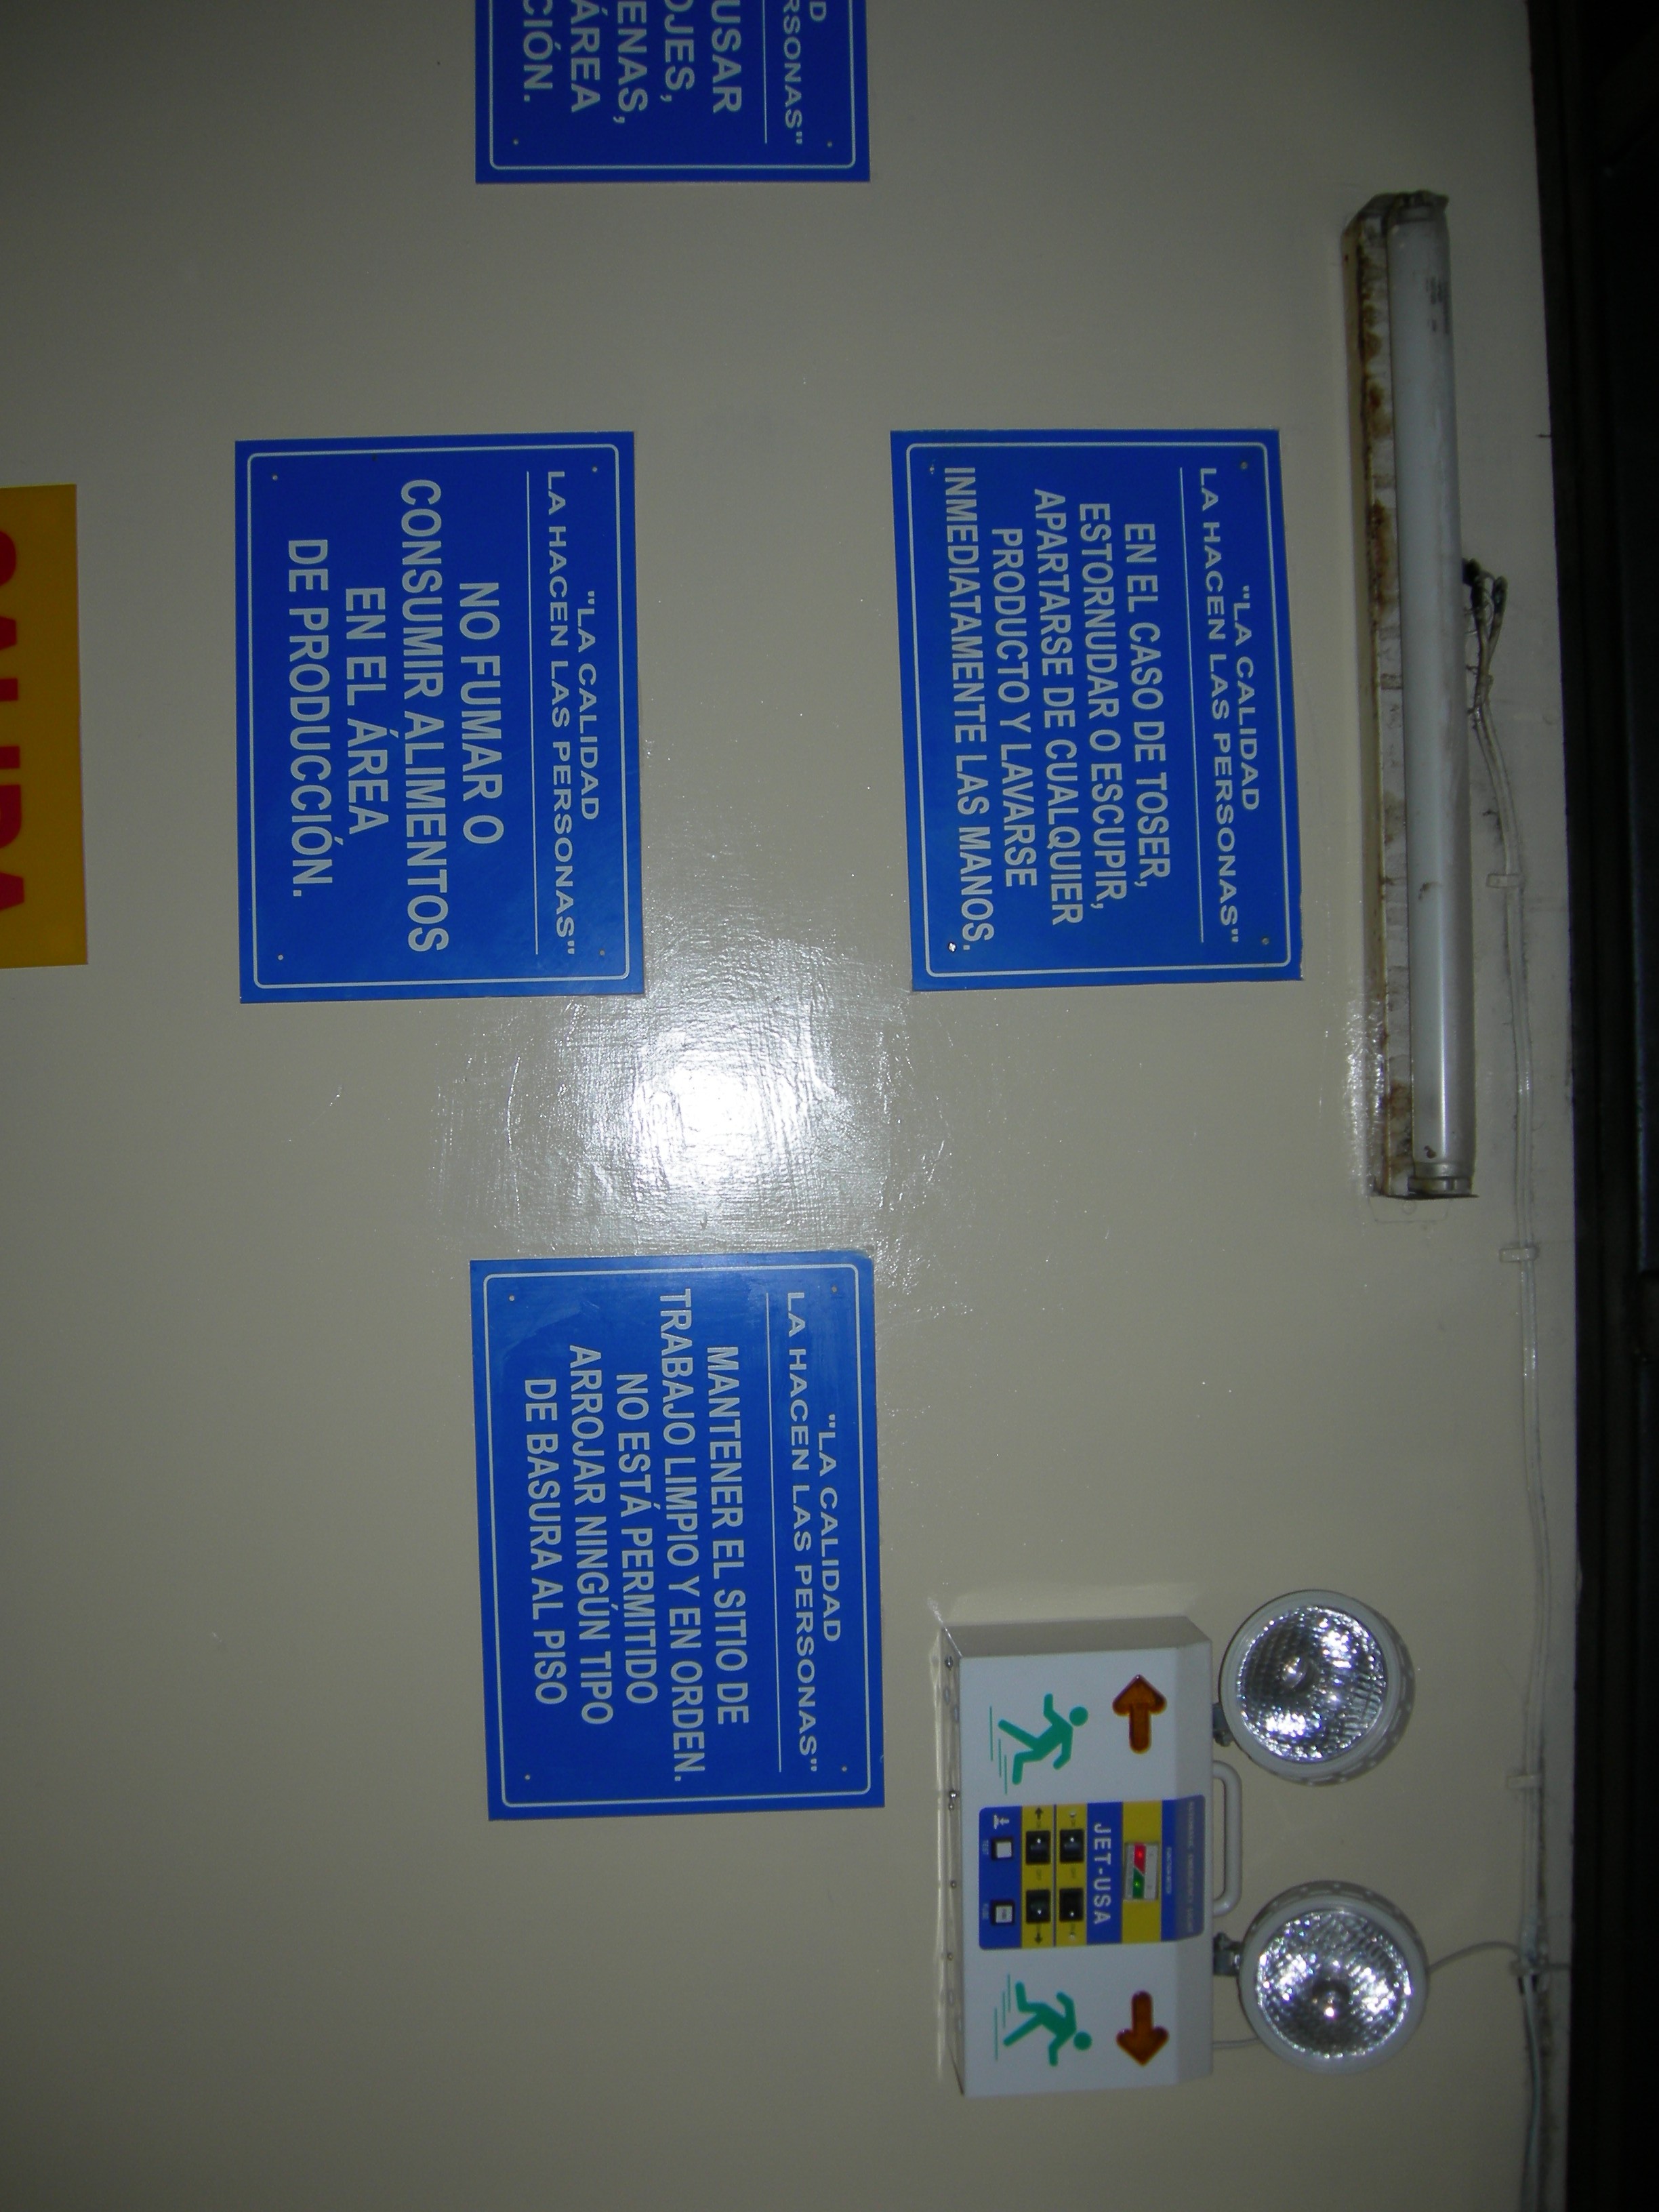 "LA CALIDAD
LA HACEN LAS PERSONAS"
EN EL CASO DE TOSER,
ESTORNUDAR O ESCUPIR,
APARTARSE DE CUALQUIER
PRODUCTO Y LAVARSE
INMEDIATAMENTE LAS MANOS.
USAR
ÁREA
"LA CALIDAD
LA HACEN LAS PERSONAS"
NO FUMAR O
CONSUMIR ALIMENTOS
EN EL ÁREA
DE PRODUCCIÓN.
"LA CALIDAD
LA HACEN LAS PERSONAS"
MANTENER EL SITIO DE
TRABAJO LIMPIO Y EN ORDEN.
NO ESTÁ PERMITIDO
ARROJAR NINGÚN TIPO
DE BASURA AL PISO
JET-USA
TEST